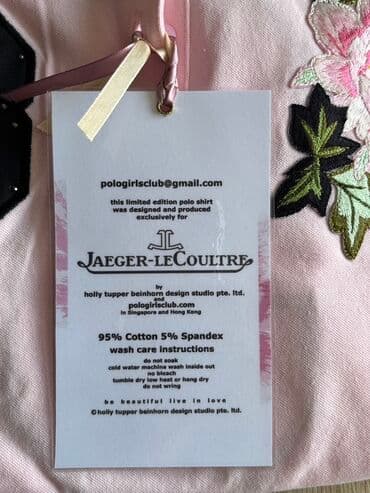 pologirlsclub@gmail.com
this limited edition polo shirt
was designed and produced
exclusively for
JAEGER-LECOULTRE
by
holly tupper beinhorn design studio pte. ltd.
and
pologirlsclub.com
in Singapore and Hong Kong
95% Cotton 5% Spandex
wash care instructions
do not soak
cold water machine wash inside out
no bleach
tumble dry low heat or hang dry
do not wring
be beautiful live in love
©holly tupper beinhorn design studio pte. ltd.